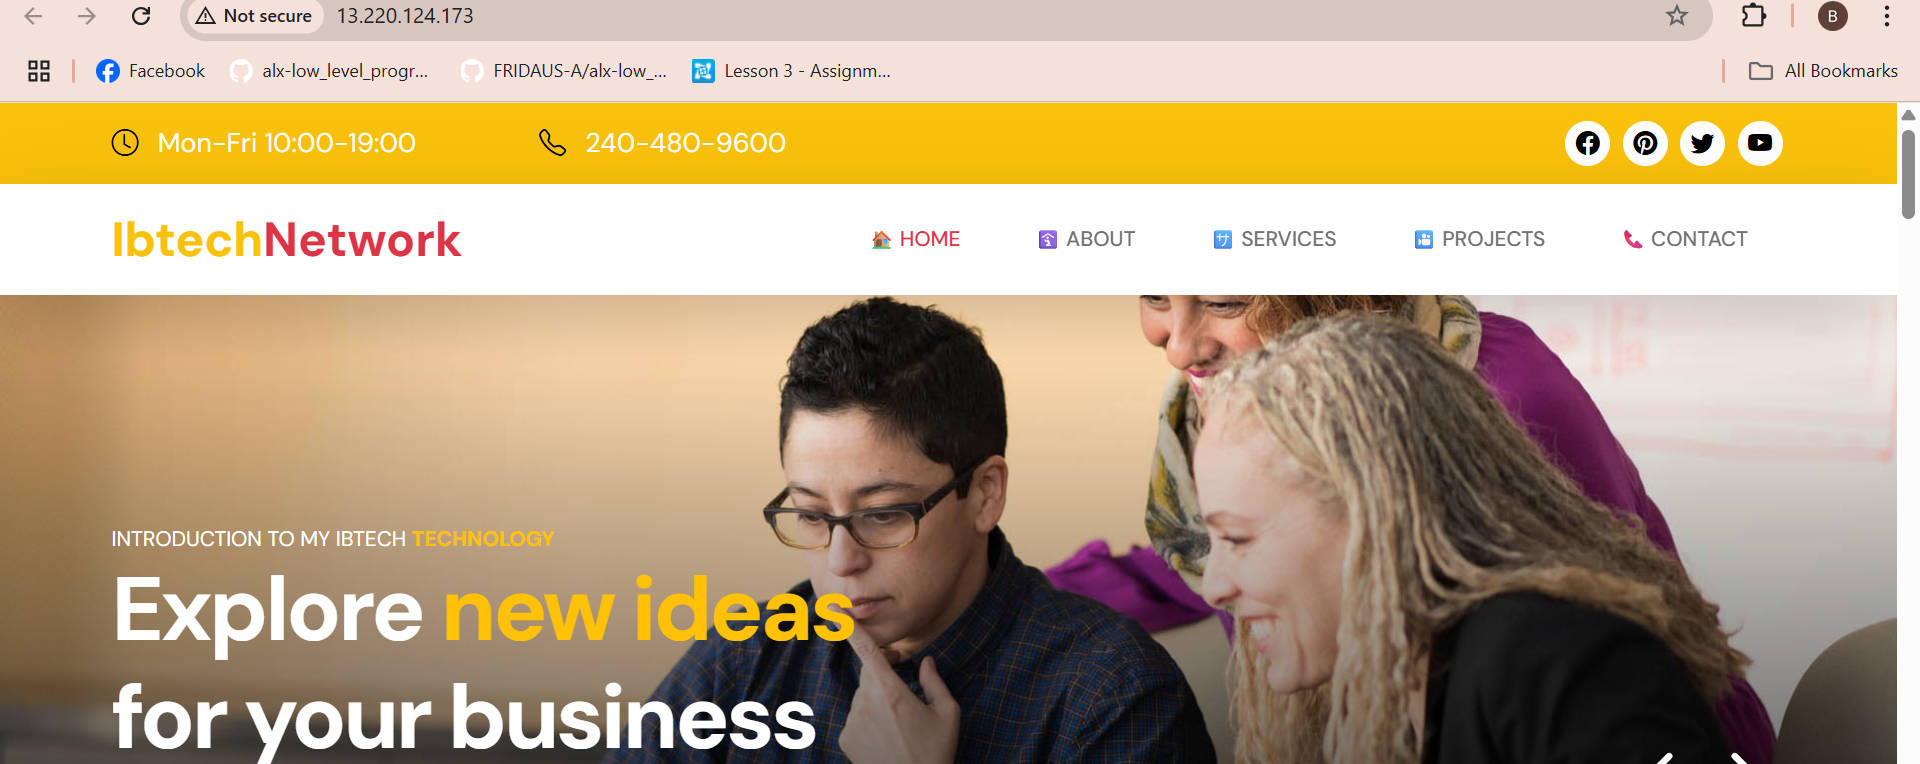 Not secure
13.220.124.173
B
Facebook
alx-low_level_progr...
FRIDAUS-A/alx-low_...
Lesson 3 - Assignm...
All Bookmarks
Mon-Fri 10:00-19:00
240-480-9600
IbtechNetwork
HOME
ABOUT
サ SERVICES
PROJECTS
CONTACT
INTRODUCTION TO MY IBTECH TECHNOLOGY
Explore new ideas
for your business